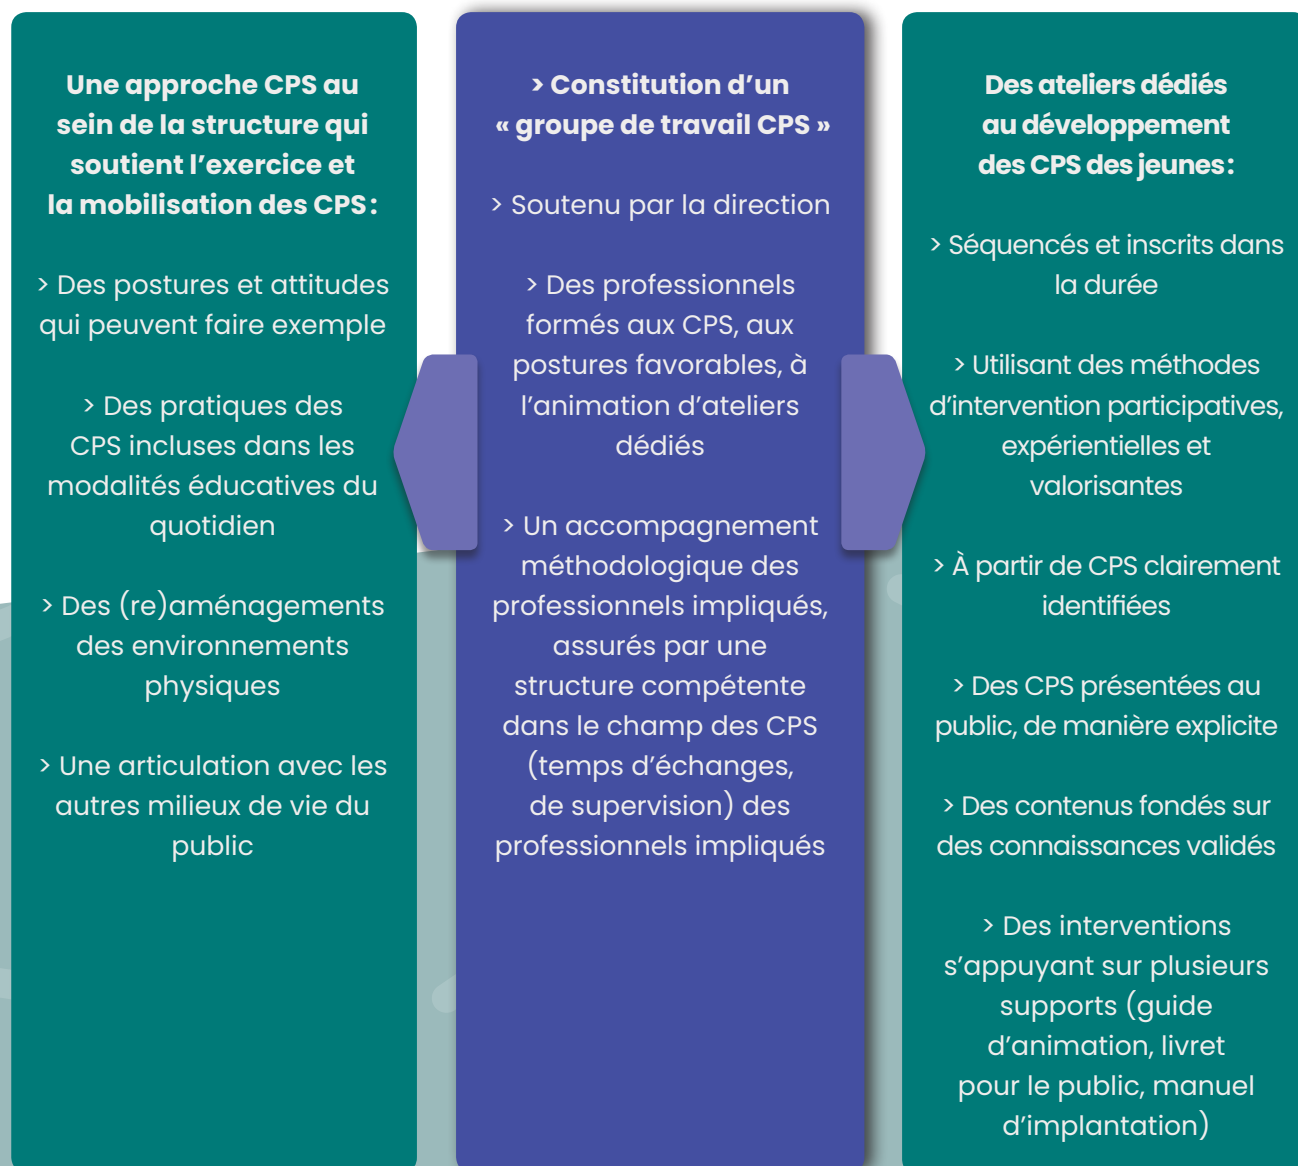 Une approche CPS au
sein de la structure qui
soutient l’exercice et
la mobilisation des CPS :
> Des postures et attitudes
qui peuvent faire exemple
> Des pratiques des
CPS incluses dans les
modalités éducatives du
quotidien
> Des (re)aménagements
des environnements
physiques
> Une articulation avec les
autres milieux de vie du
public
> Constitution d’un
« groupe de travail CPS »
> Soutenu par la direction
> Des professionnels
formés aux CPS, aux
postures favorables, à
l’animation d’ateliers
dédiés
> Un accompagnement
méthodologique des
professionnels impliqués,
assurés par une
structure compétente
dans le champ des CPS
(temps d’échanges,
de supervision) des
professionnels impliqués
Des ateliers dédiés
au développement
des CPS des jeunes :
> Séquencés et inscrits dans
la durée
> Utilisant des méthodes
d’intervention participatives,
expérientielles et
valorisantes
> À partir de CPS clairement
identifiées
> Des CPS présentées au
public, de manière explicite
> Des contenus fondés sur
des connaissances validés
> Des interventions
s’appuyant sur plusieurs
supports (guide
d’animation, livret
pour le public, manuel
d’implantation)